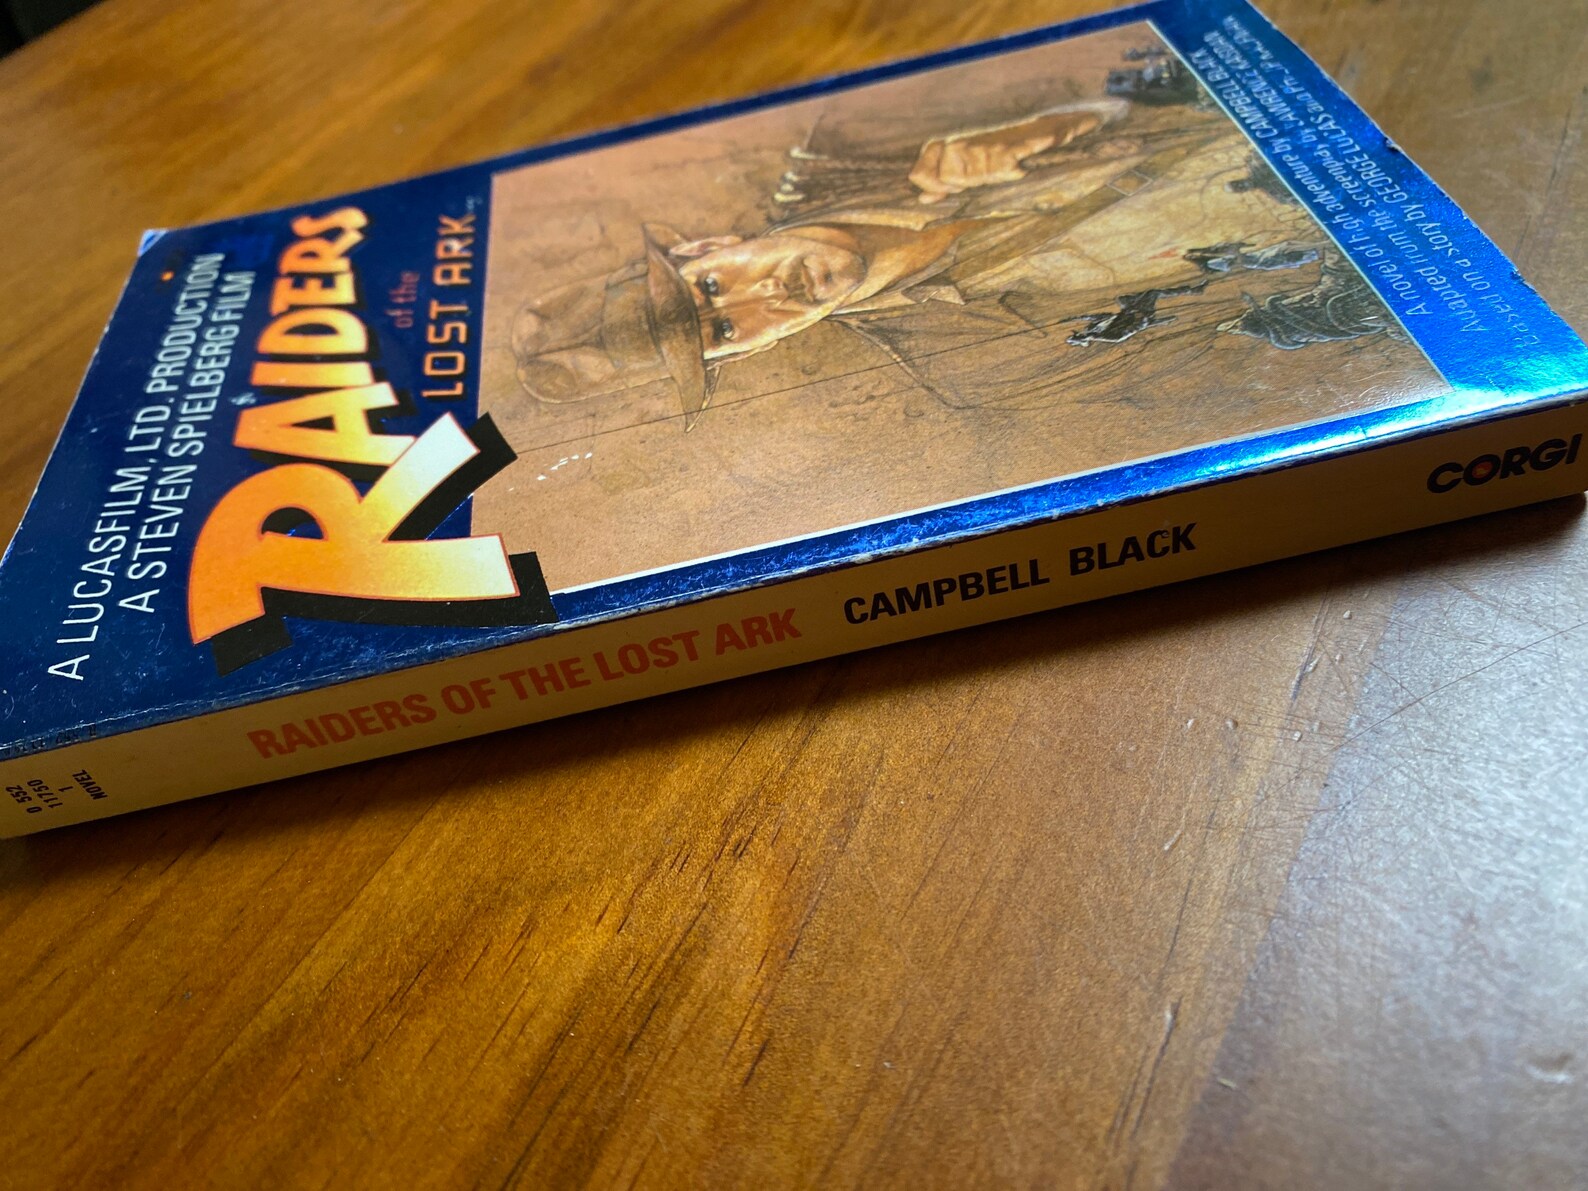 A LUCASFILM, LTD. PRODUCTION
A STEVEN SPIELBERG FILM
RAIDERS
of the
LOST ARK
A novel of high adventure by CAMPBELL BLACK
Adapted from the screenplay by LAWRENCE KASDAN
Based on a story by GEORGE LUCAS and
RAIDERS OF THE LOST ARK CAMPBELL BLACK CORGI
0 552
11750
1
NOVEL